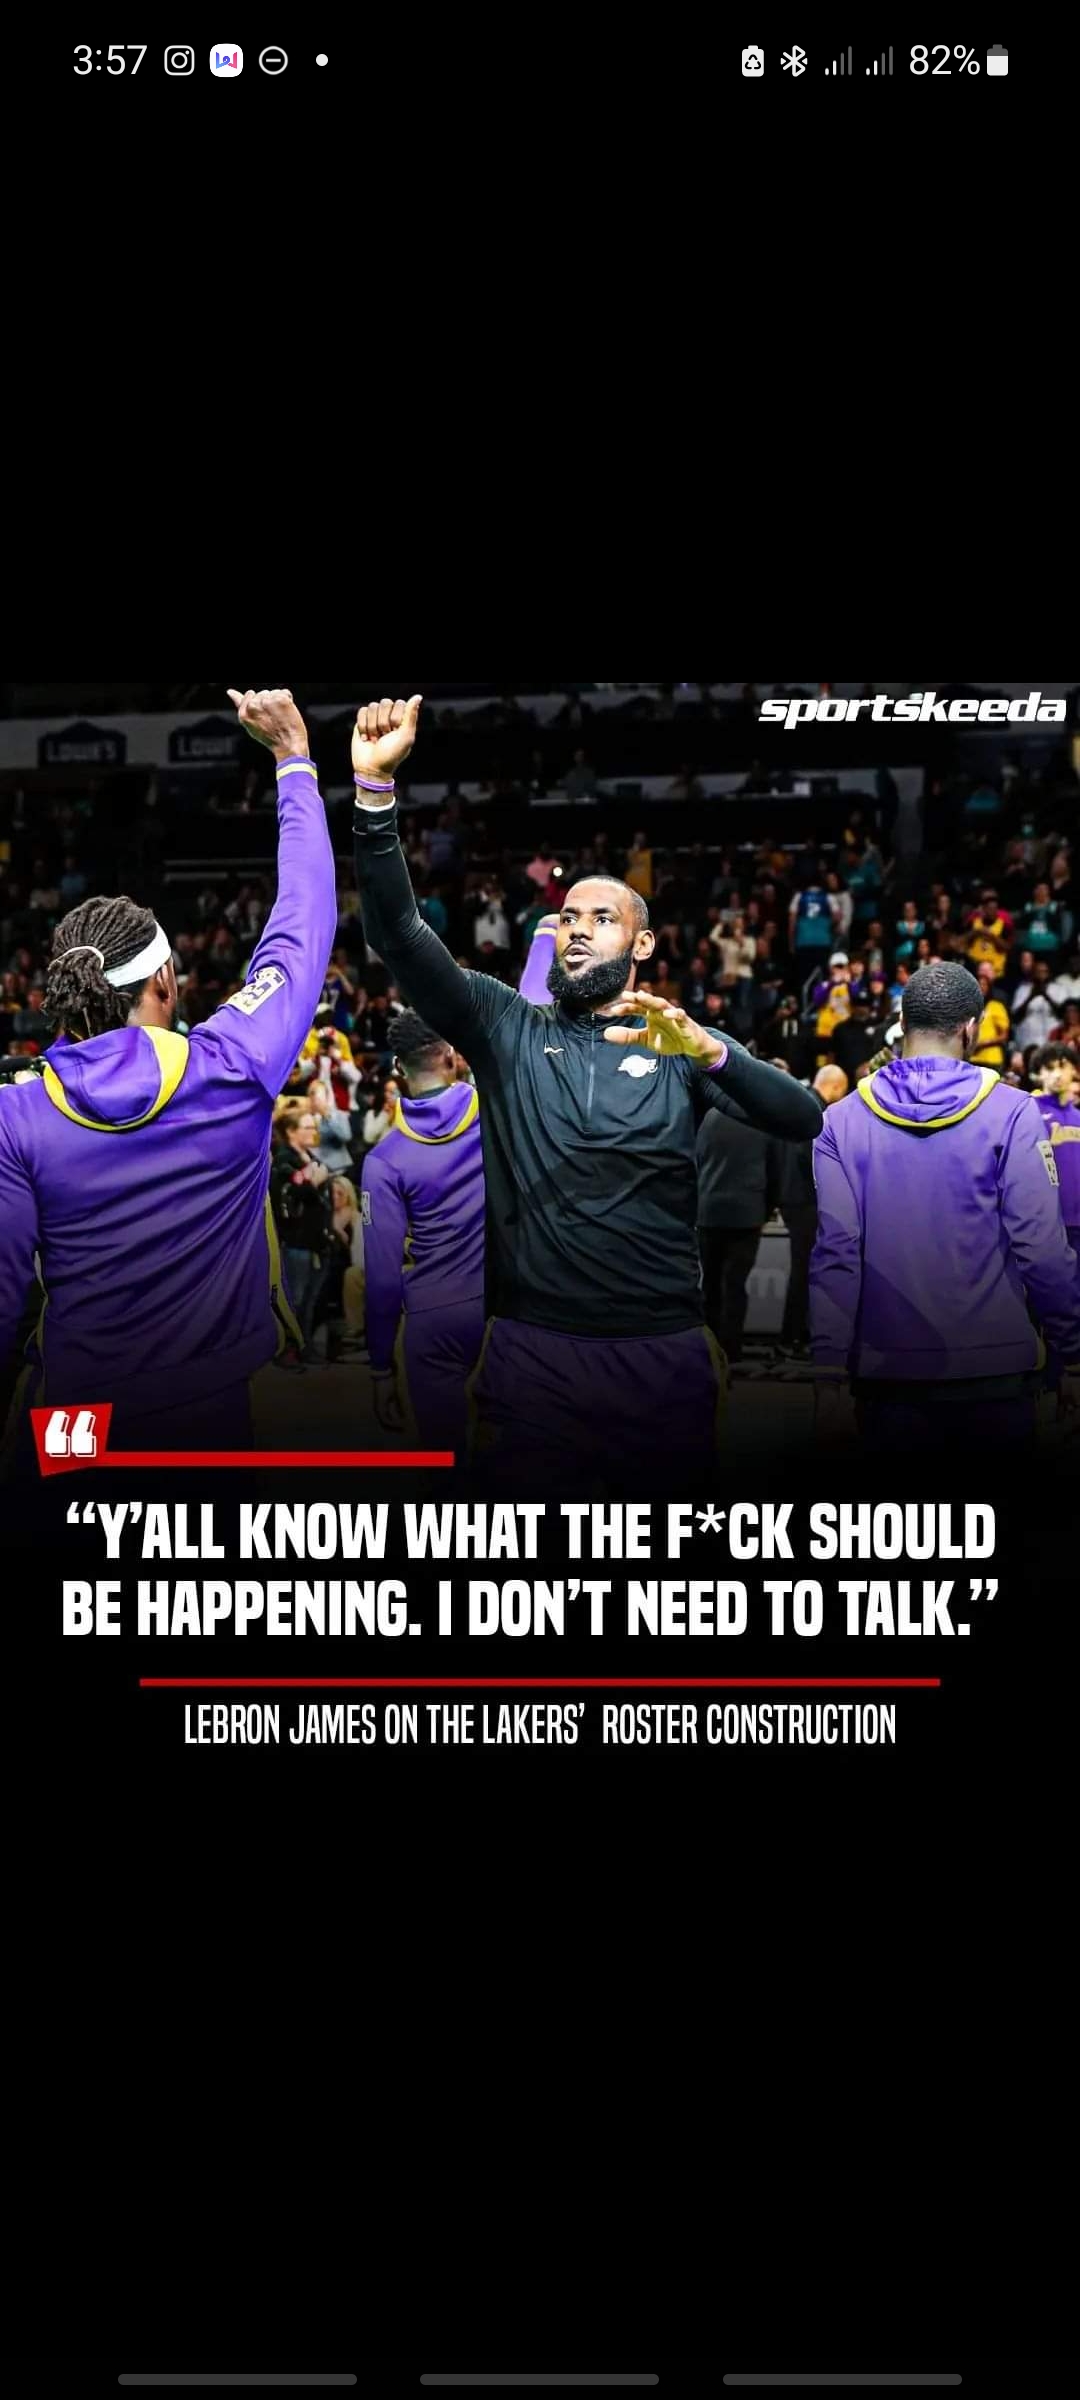 3:57
82%
sportskeeda
LOWE'S
“Y’ALL KNOW WHAT THE F*CK SHOULD
BE HAPPENING. I DON’T NEED TO TALK.”
LEBRON JAMES ON THE LAKERS’ ROSTER CONSTRUCTION